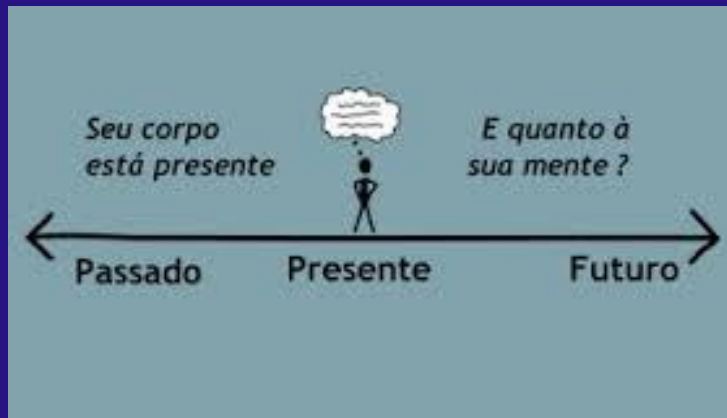 Seu corpo
está presente
E quanto à
sua mente ?
Passado
Presente
Futuro